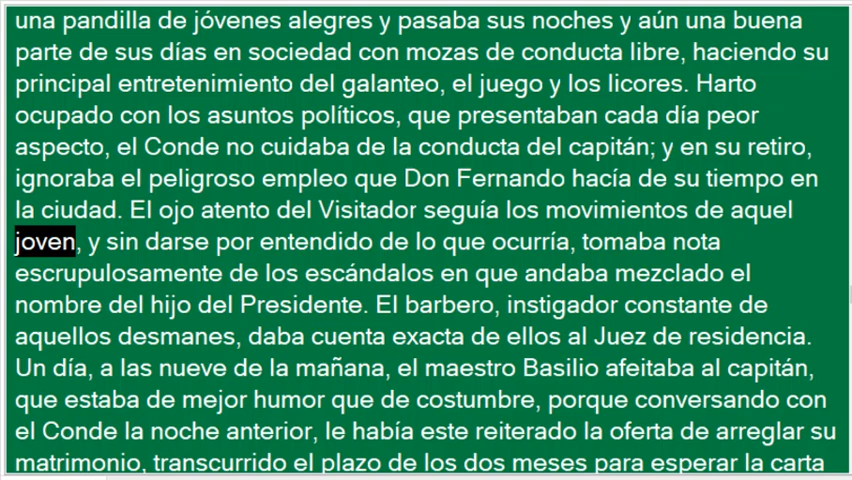 una pandilla de jóvenes alegres y pasaba sus noches y aún una buena
parte de sus días en sociedad con mozas de conducta libre, haciendo su
principal entretenimiento del galanteo, el juego y los licores. Harto
ocupado con los asuntos políticos, que presentaban cada día peor
aspecto, el Conde no cuidaba de la conducta del capitán; y en su retiro,
ignoraba el peligroso empleo que Don Fernando hacía de su tiempo en
la ciudad. El ojo atento del Visitador seguía los movimientos de aquel
joven, y sin darse por entendido de lo que ocurría, tomaba nota
escrupulosamente de los escándalos en que andaba mezclado el
nombre del hijo del Presidente. El barbero, instigador constante de
aquellos desmanes, daba cuenta exacta de ellos al Juez de residencia.
Un día, a las nueve de la mañana, el maestro Basilio afeitaba al capitán,
que estaba de mejor humor que de costumbre, porque conversando con
el Conde la noche anterior, le había este reiterado la oferta de arreglar su
matrimonio, transcurrido el plazo de los dos meses para esperar la carta